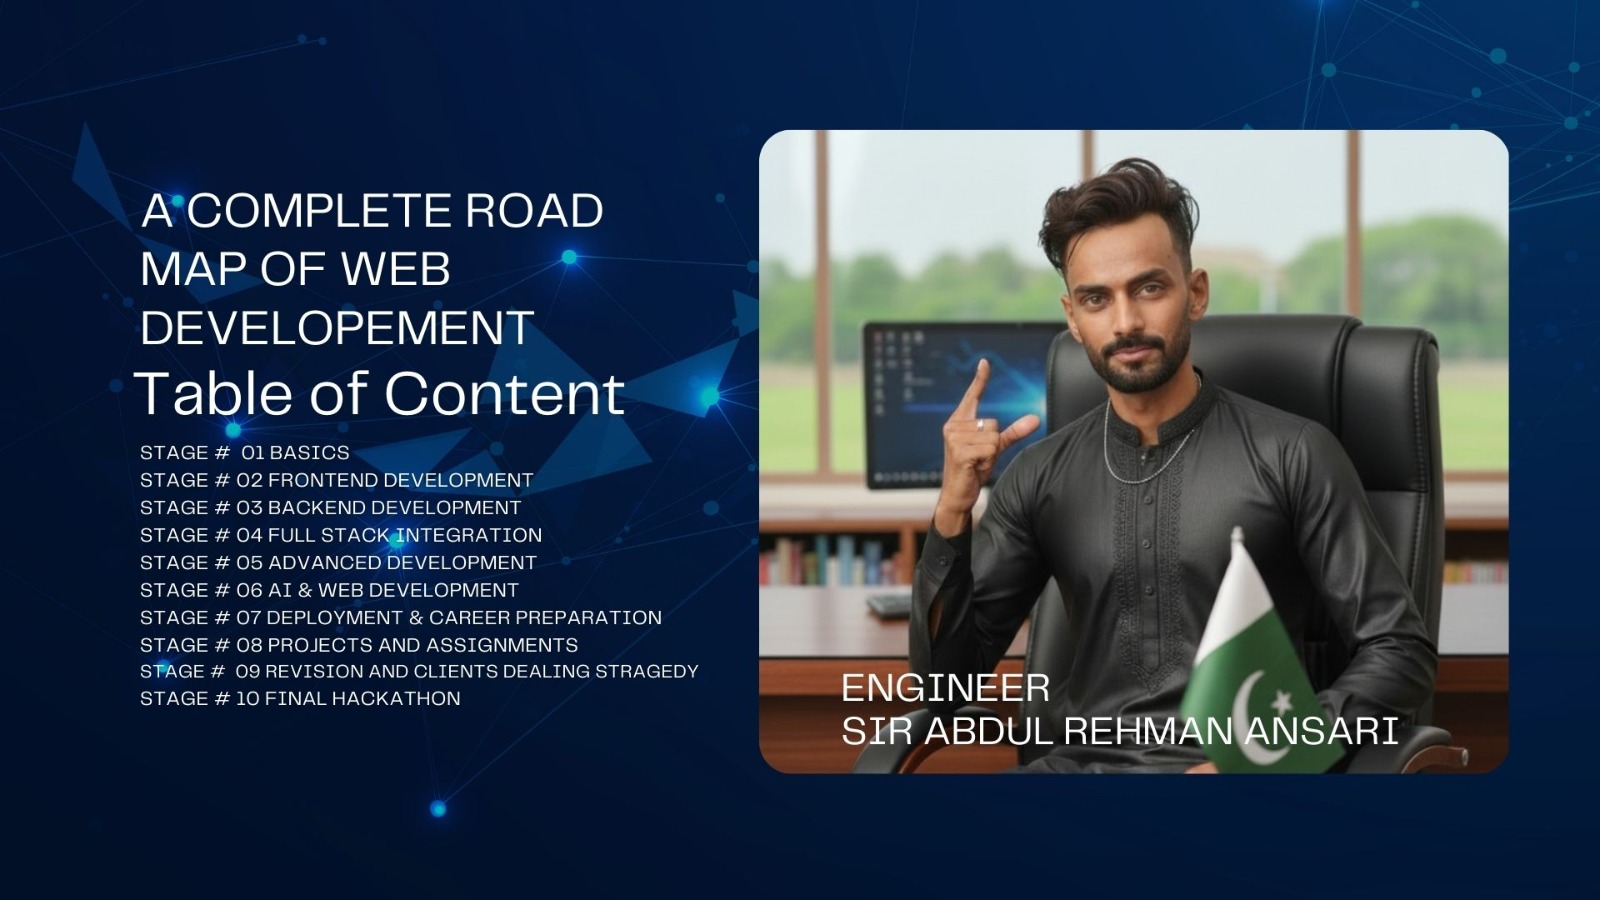 A COMPLETE ROAD
MAP OF WEB
DEVELOPEMENT
Table of Content
STAGE # 01 BASICS
STAGE # 02 FRONTEND DEVELOPMENT
STAGE # 03 BACKEND DEVELOPMENT
STAGE # 04 FULL STACK INTEGRATION
STAGE # 05 ADVANCED DEVELOPMENT
STAGE # 06 AI & WEB DEVELOPMENT
STAGE # 07 DEPLOYMENT & CAREER PREPARATION
STAGE # 08 PROJECTS AND ASSIGNMENTS
STAGE # 09 REVISION AND CLIENTS DEALING STRAGEDY
STAGE # 10 FINAL HACKATHON
ENGINEER
SIR ABDUL REHMAN ANSARI